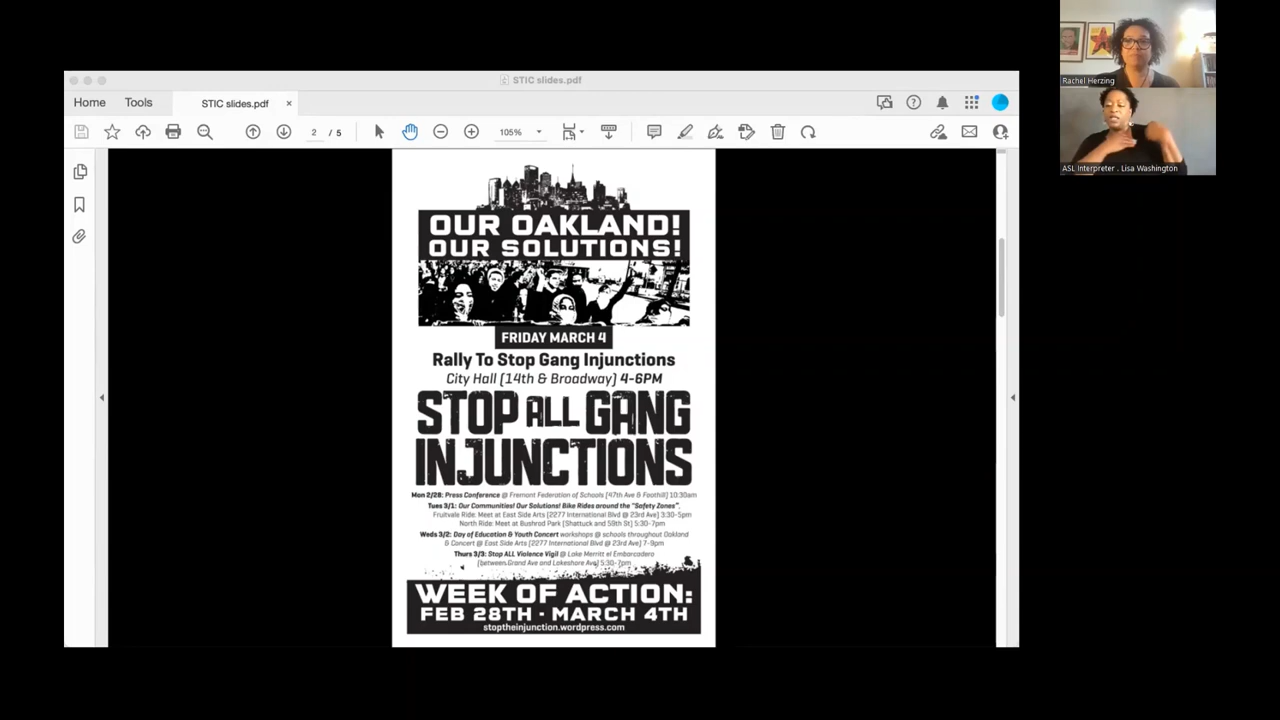 STIC slides.pdf
Home
Tools
STIC slides.pdf
2 / 5
105%
OUR OAKLAND!
OUR SOLUTIONS!
FRIDAY MARCH 4
Rally To Stop Gang Injunctions
City Hall (14th & Broadway) 4-6PM
STOP ALL GANG
INJUNCTIONS
Mon 2/28: Press Conference @ Fremont Federation of Schools (47th Ave & Foothill) 10:30am
Tues 3/1: Our Communities! Our Solutions! Bike Rides around the "Safety Zones".
Fruitvale Ride: Meet at East Side Arts (2277 International Blvd @ 23rd Ave) 3:30-5pm
North Ride: Meet at Bushrod Park (Shattuck and 59th St) 5:30-7pm
Weds 3/2: Day of Education & Youth Concert workshops @ schools throughout Oakland
& Concert @ East Side Arts (2277 International Blvd @ 23rd Ave) 7-9pm
Thurs 3/3: Stop ALL Violence Vigil @ Lake Merritt el Embarcadero
(between Grand Ave and Lakeshore Ave) 5:30-7pm
WEEK OF ACTION:
FEB 28TH - MARCH 4TH
stoptheinjunction.wordpress.com
Rachel Herzing
ASL Interpreter . Lisa Washington